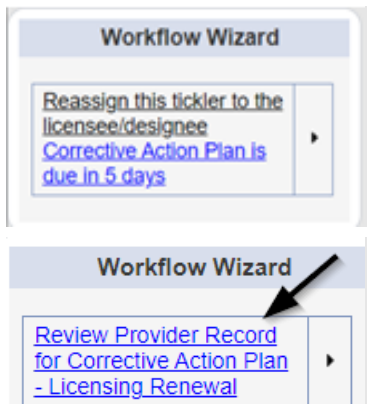 Workflow Wizard
Reassign this tickler to the
licensee/designee
Corrective Action Plan is
due in 5 days
Workflow Wizard
Review Provider Record
for Corrective Action Plan
- Licensing Renewal